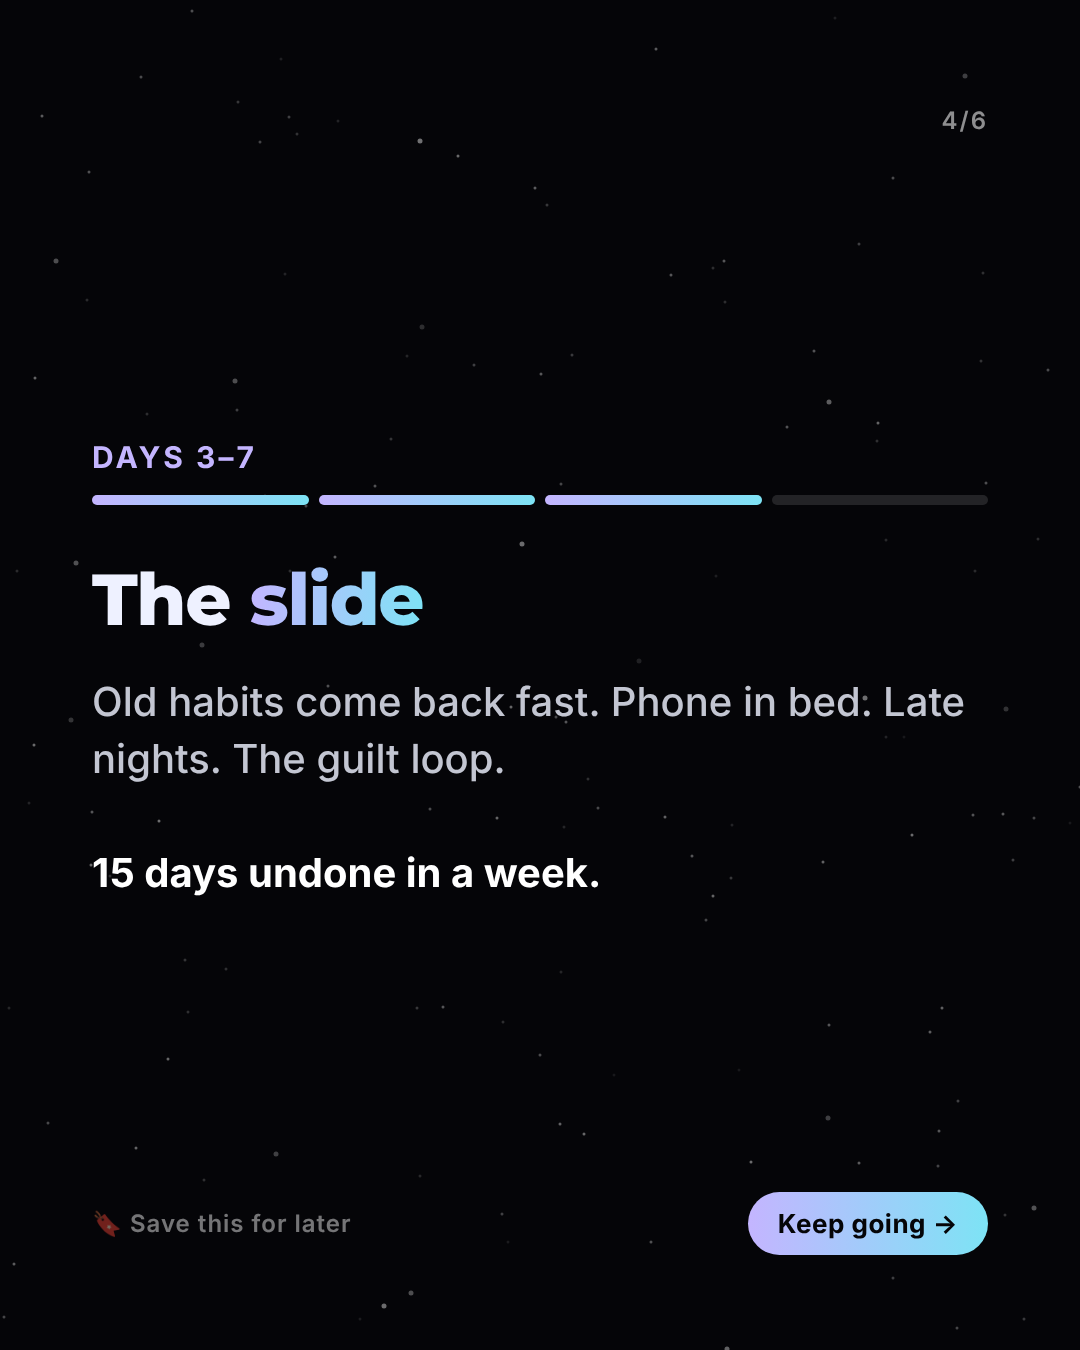 4/6
DAYS 3–7
The slide
Old habits come back fast. Phone in bed. Late
nights. The guilt loop.
15 days undone in a week.
🔖 Save this for later
Keep going →